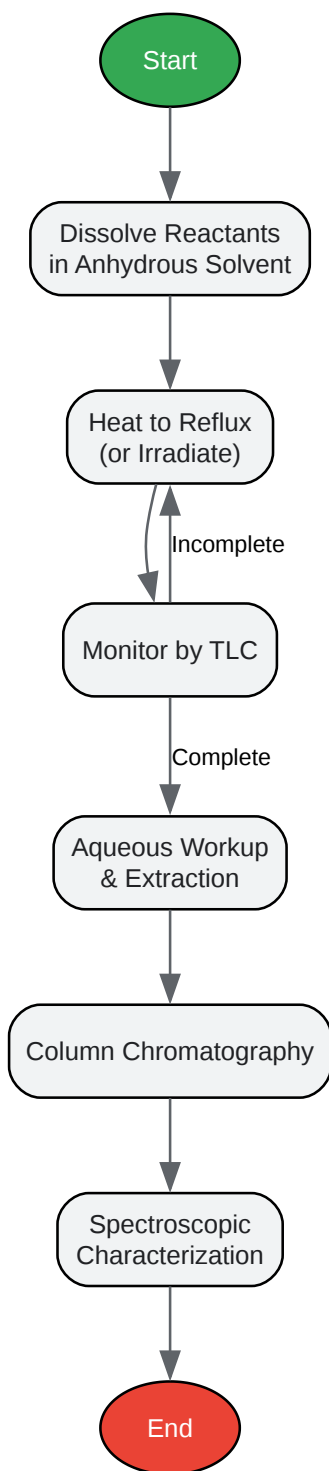 Start
Dissolve Reactants
in Anhydrous Solvent
Heat to Reflux
(or Irradiate)
Incomplete
Monitor by TLC
Complete
Aqueous Workup
& Extraction
Column Chromatography
Spectroscopic
Characterization
End